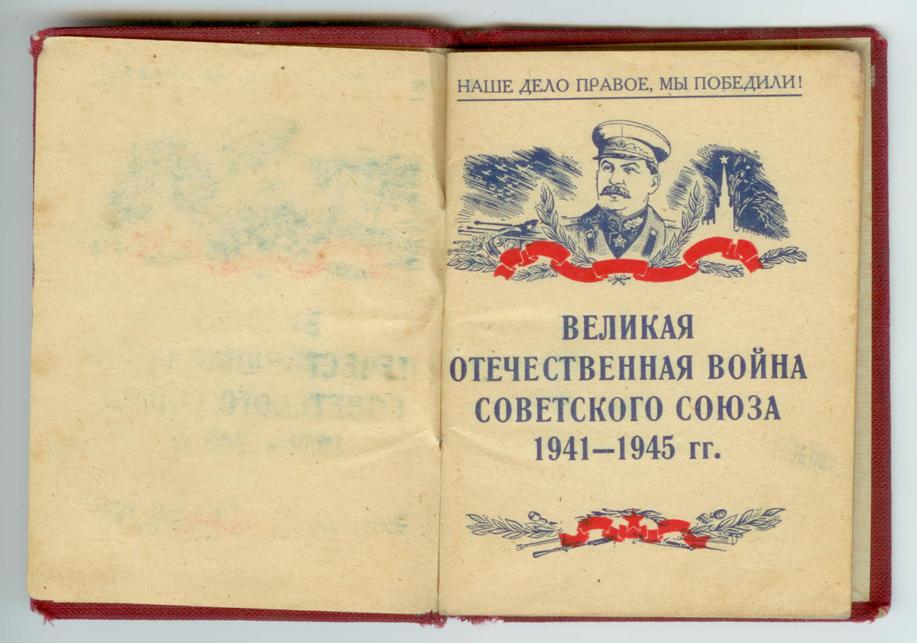 НАШЕ ДЕЛО ПРАВОЕ, МЫ ПОБЕДИЛИ!
ВЕЛИКАЯ
ОТЕЧЕСТВЕННАЯ ВОЙНА
СОВЕТСКОГО СОЮЗА
1941—1945 гг.